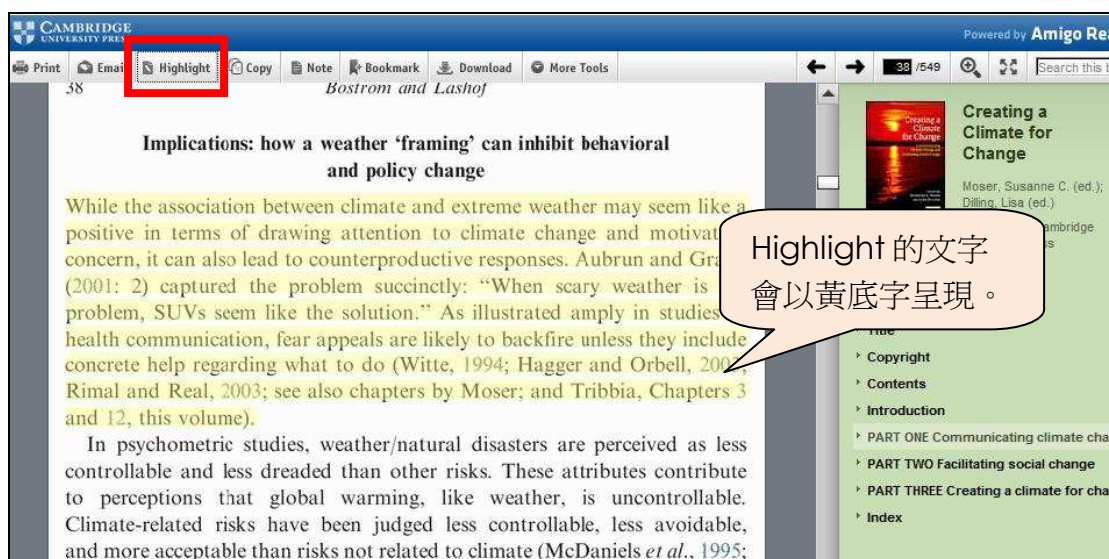 CAMBRIDGE
UNIVERSITY PRESS
Powered by Amigo Rea
Print Email Highlight Copy Note Bookmark Download More Tools
38 /549
Search this b
38 Bostrom and Lashof
Implications: how a weather ‘framing’ can inhibit behavioral
and policy change
While the association between climate and extreme weather may seem like a
positive in terms of drawing attention to climate change and motivat
concern, it can also lead to counterproductive responses. Aubrun and Gra
(2001: 2) captured the problem succinctly: “When scary weather is
problem, SUVs seem like the solution.” As illustrated amply in studies
health communication, fear appeals are likely to backfire unless they include
concrete help regarding what to do (Witte, 1994; Hagger and Orbell, 200
Rimal and Real, 2003; see also chapters by Moser; and Tribbia, Chapters 3
and 12, this volume).
In psychometric studies, weather/natural disasters are perceived as less
controllable and less dreaded than other risks. These attributes contribute
to perceptions that global warming, like weather, is uncontrollable.
Climate-related risks have been judged less controllable, less avoidable,
and more acceptable than risks not related to climate (McDaniels et al., 1995;
Highlight 的文字
會以黃底字呈現。
Creating a
Climate
for Change
Creating a
Climate for
Change
Moser, Susanne C. (ed.);
Dilling, Lisa (ed.)
ambridge
ss
Title
Copyright
Contents
Introduction
PART ONE Communicating climate cha
PART TWO Facilitating social change
PART THREE Creating a climate for cha
Index